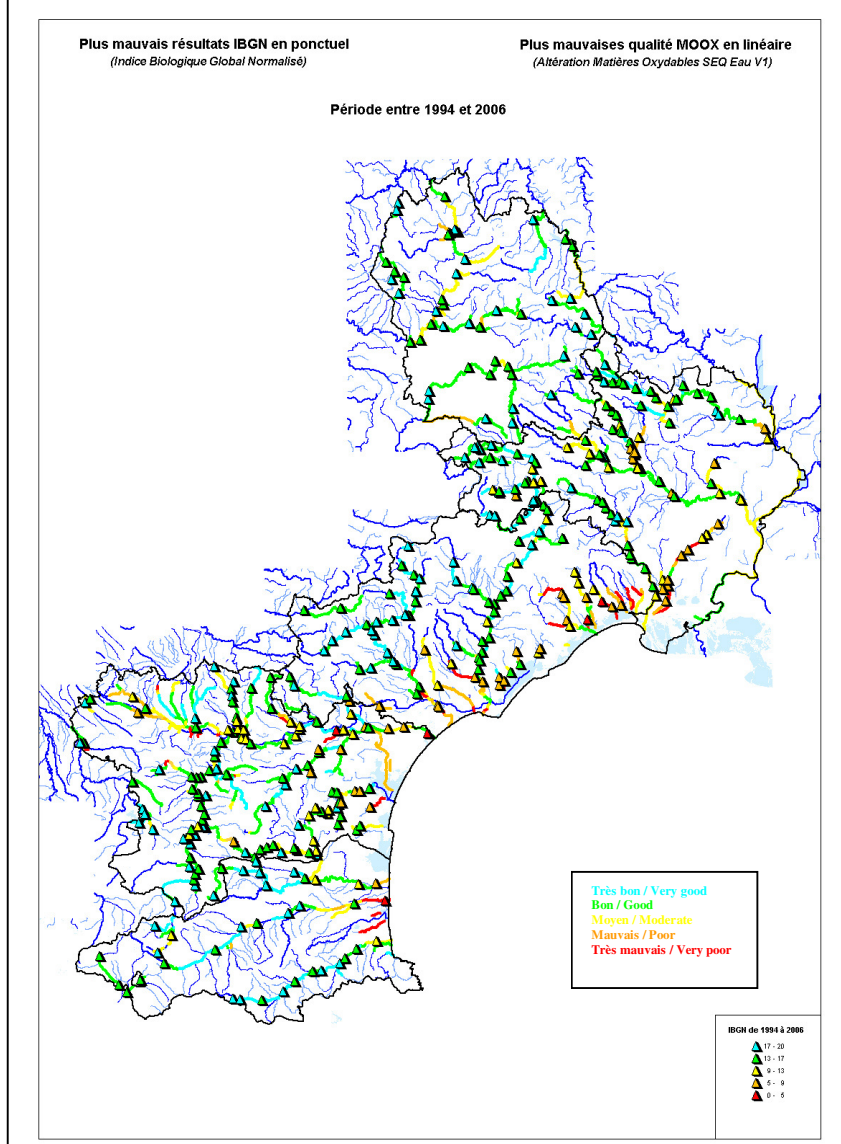 Plus mauvais résultats IBGN en ponctuel
(Indice Biologique Global Normalisé)
Plus mauvaises qualité MOOX en linéaire
(Altération Matières Oxydables SEQ Eau V1)
Période entre 1994 et 2006
Très bon / Very good
Bon / Good
Moyen / Moderate
Mauvais / Poor
Très mauvais / Very poor
IBGN de 1994 à 2006
17 - 20
13 - 17
9 - 13
5 - 9
0 - 5